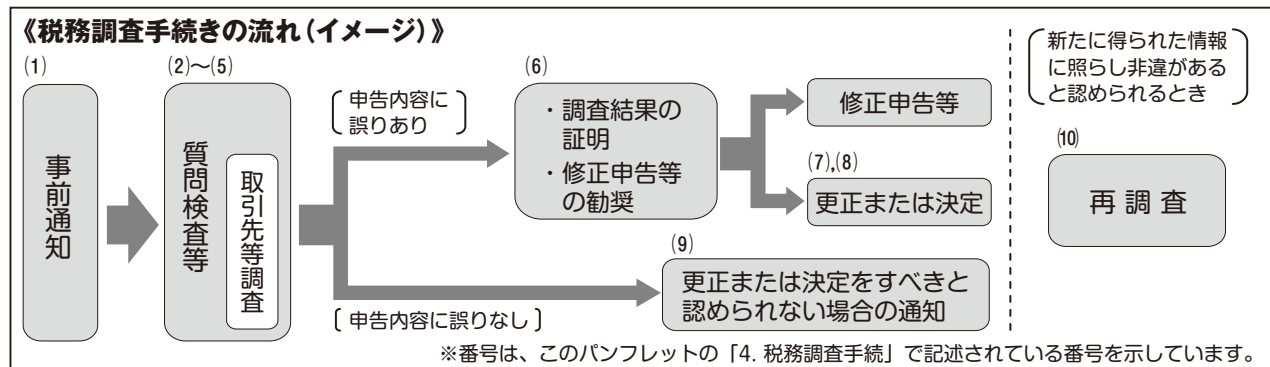 《税務調査手続きの流れ（イメージ）》
(1)
事前通知
(2)〜(5)
質問検査等
取引先等調査
申告内容に
誤りあり
(6)
・調査結果の
証明
・修正申告等
の勧奨
修正申告等
(7),(8)
更正または決定
〔申告内容に誤りなし〕
(9)
更正または決定をすべきと
認められない場合の通知
新たに得られた情報
に照らし非違がある
と認められるとき
(10)
再調査
※番号は、このパンフレットの「4. 税務調査手続」で記述されている番号を示しています。